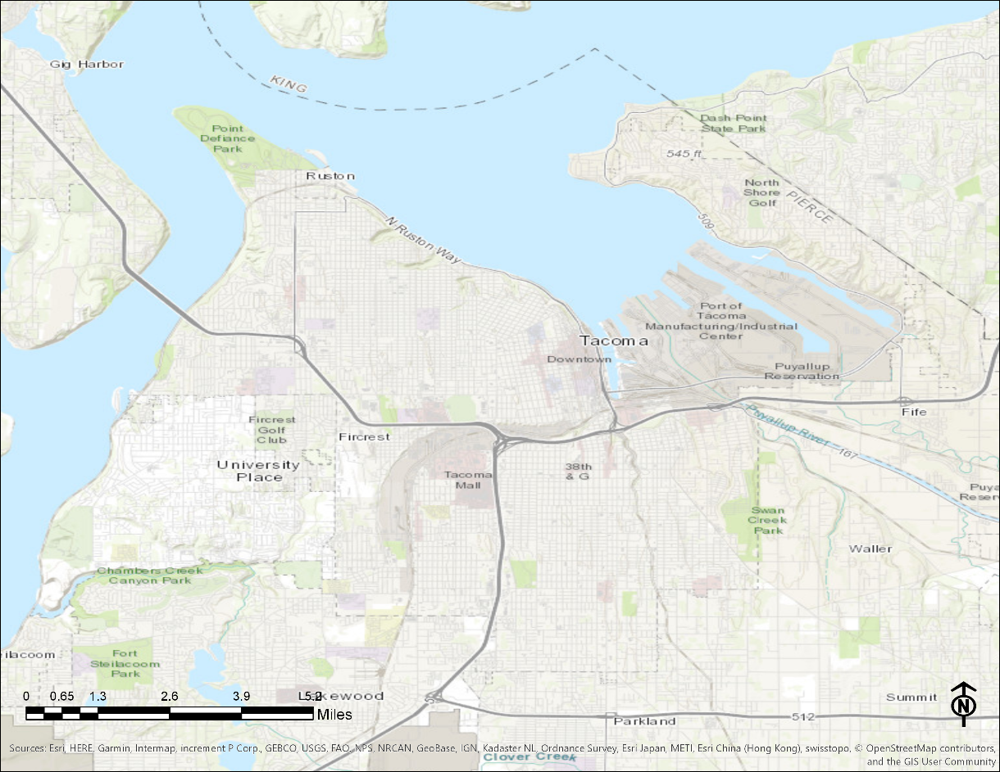 Gig Harbor
KING
Point
Defiance
Park
Dash Point
State Park
545 ft
Ruston
North
Shore
Golf
PIERCE
509
N Ruston Way
Port of
Tacoma
Manufacturing/Industrial
Center
Tacoma
Downtown
Puyallup
Reservation
Fife
Fircrest
Golf
Club
Fircrest
Puyallup River
167
University
Place
Tacoma
Mall
38th
& G
Puya
Reserv
Swan
Creek
Park
Waller
Chambers Creek
Canyon Park
eilacoom
Fort
Steilacoom
Park
0 0.65 1.3 2.6 3.9 5.2
Miles
Lakewood
Summit
N
Parkland
512
Sources: Esri, HERE, Garmin, Intermap, increment P Corp., GEBCO, USGS, FAO, NPS, NRCAN, GeoBase, IGN, Kadaster NL, Ordnance Survey, Esri Japan, METI, Esri China (Hong Kong), swisstopo, © OpenStreetMap contributors,
and the GIS User Community
Clover Creek